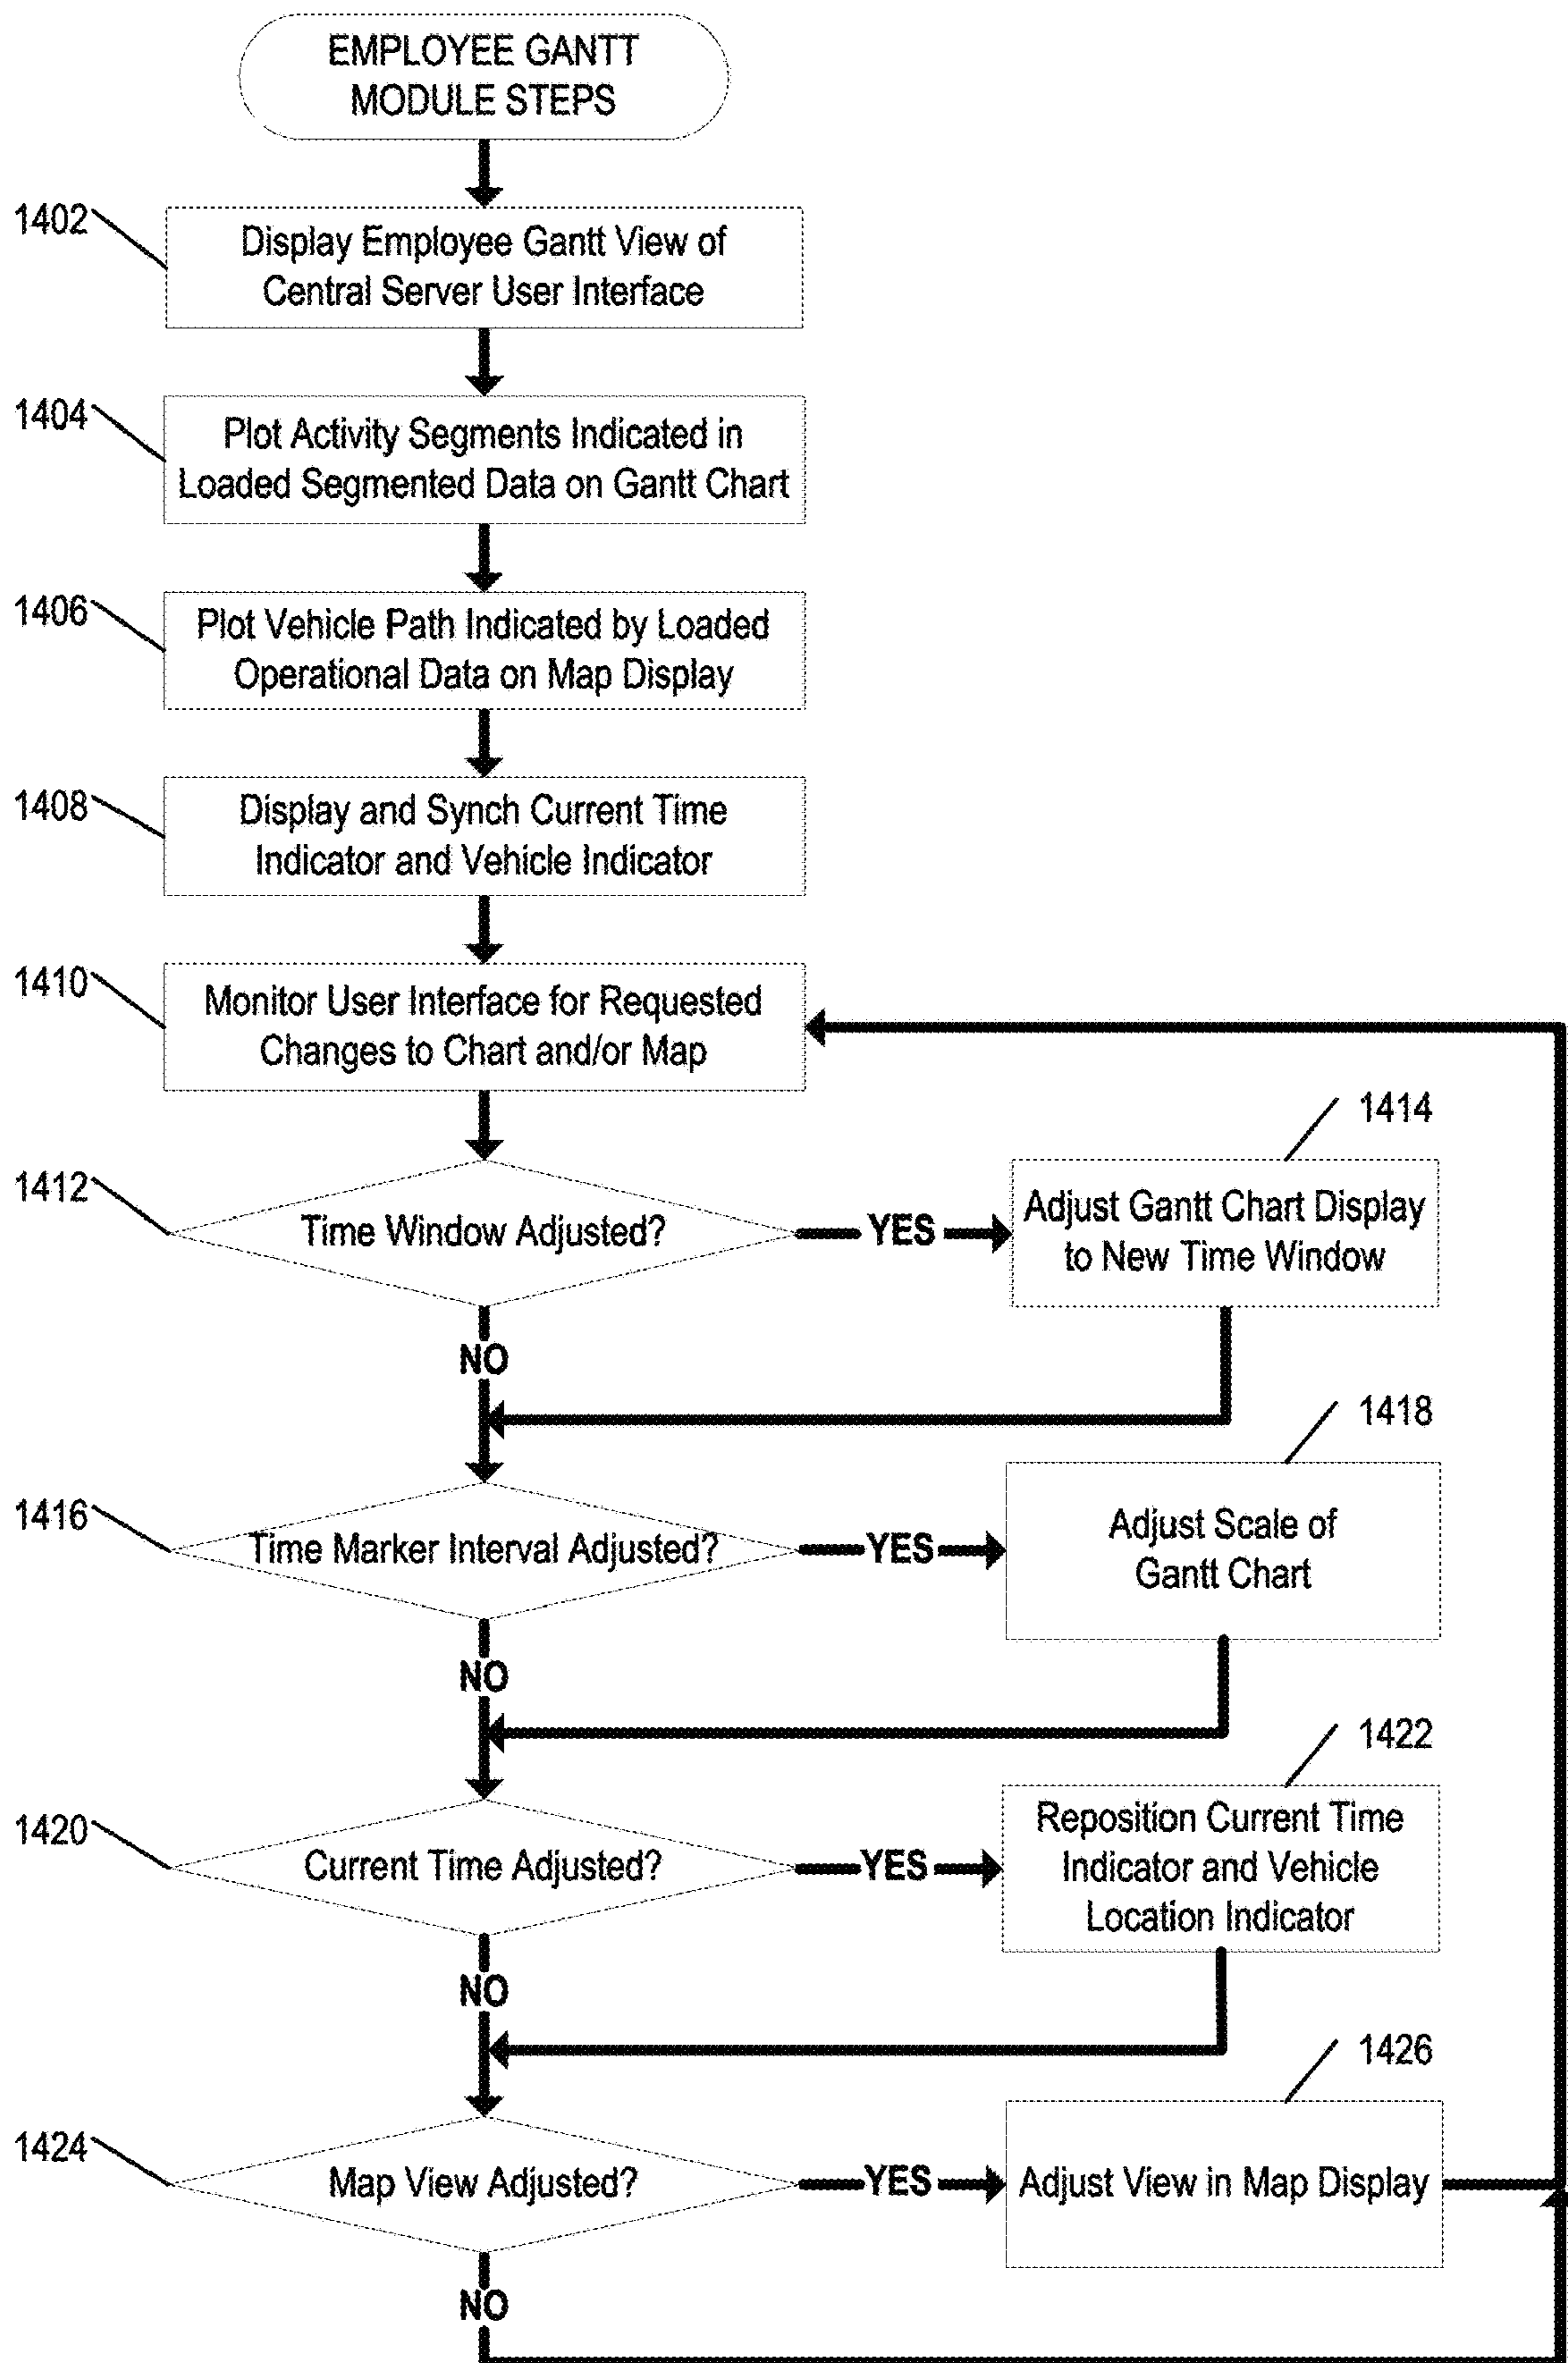 EMPLOYEE GANTT
MODULE STEPS
1402
Display Employee Gantt View of
Central Server User Interface
1404
Plot Activity Segments Indicated in
Loaded Segmented Data on Gantt Chart
1406
Plot Vehicle Path Indicated by Loaded
Operational Data on Map Display
1408
Display and Synch Current Time
Indicator and Vehicle Indicator
1410
Monitor User Interface for Requested
Changes to Chart and/or Map
1412
Time Window Adjusted?
YES
1414
Adjust Gantt Chart Display
to New Time Window
NO
1416
Time Marker Interval Adjusted?
YES
1418
Adjust Scale of
Gantt Chart
NO
1420
Current Time Adjusted?
YES
1422
Reposition Current Time
Indicator and Vehicle
Location Indicator
NO
1424
Map View Adjusted?
YES
1426
Adjust View in Map Display
NO